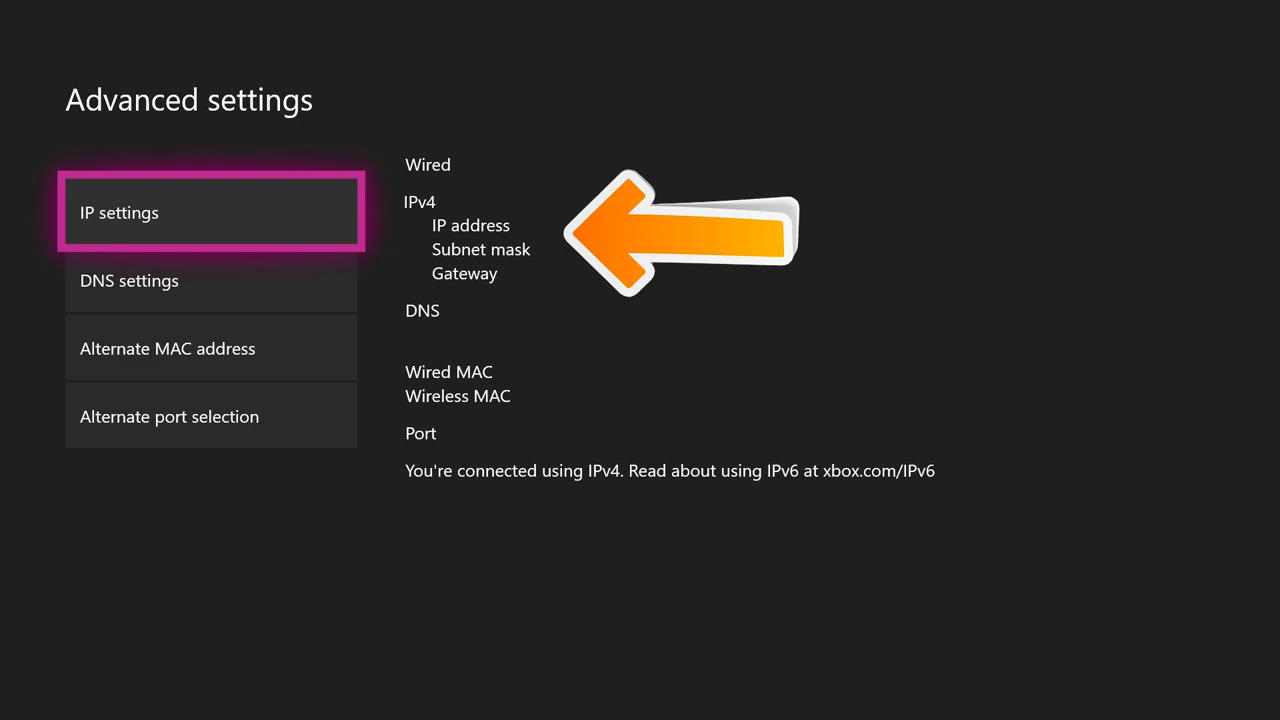 Advanced settings
IP settings
DNS settings
Alternate MAC address
Alternate port selection
Wired
IPv4
IP address
Subnet mask
Gateway
DNS
Wired MAC
Wireless MAC
Port
You're connected using IPv4. Read about using IPv6 at xbox.com/IPv6